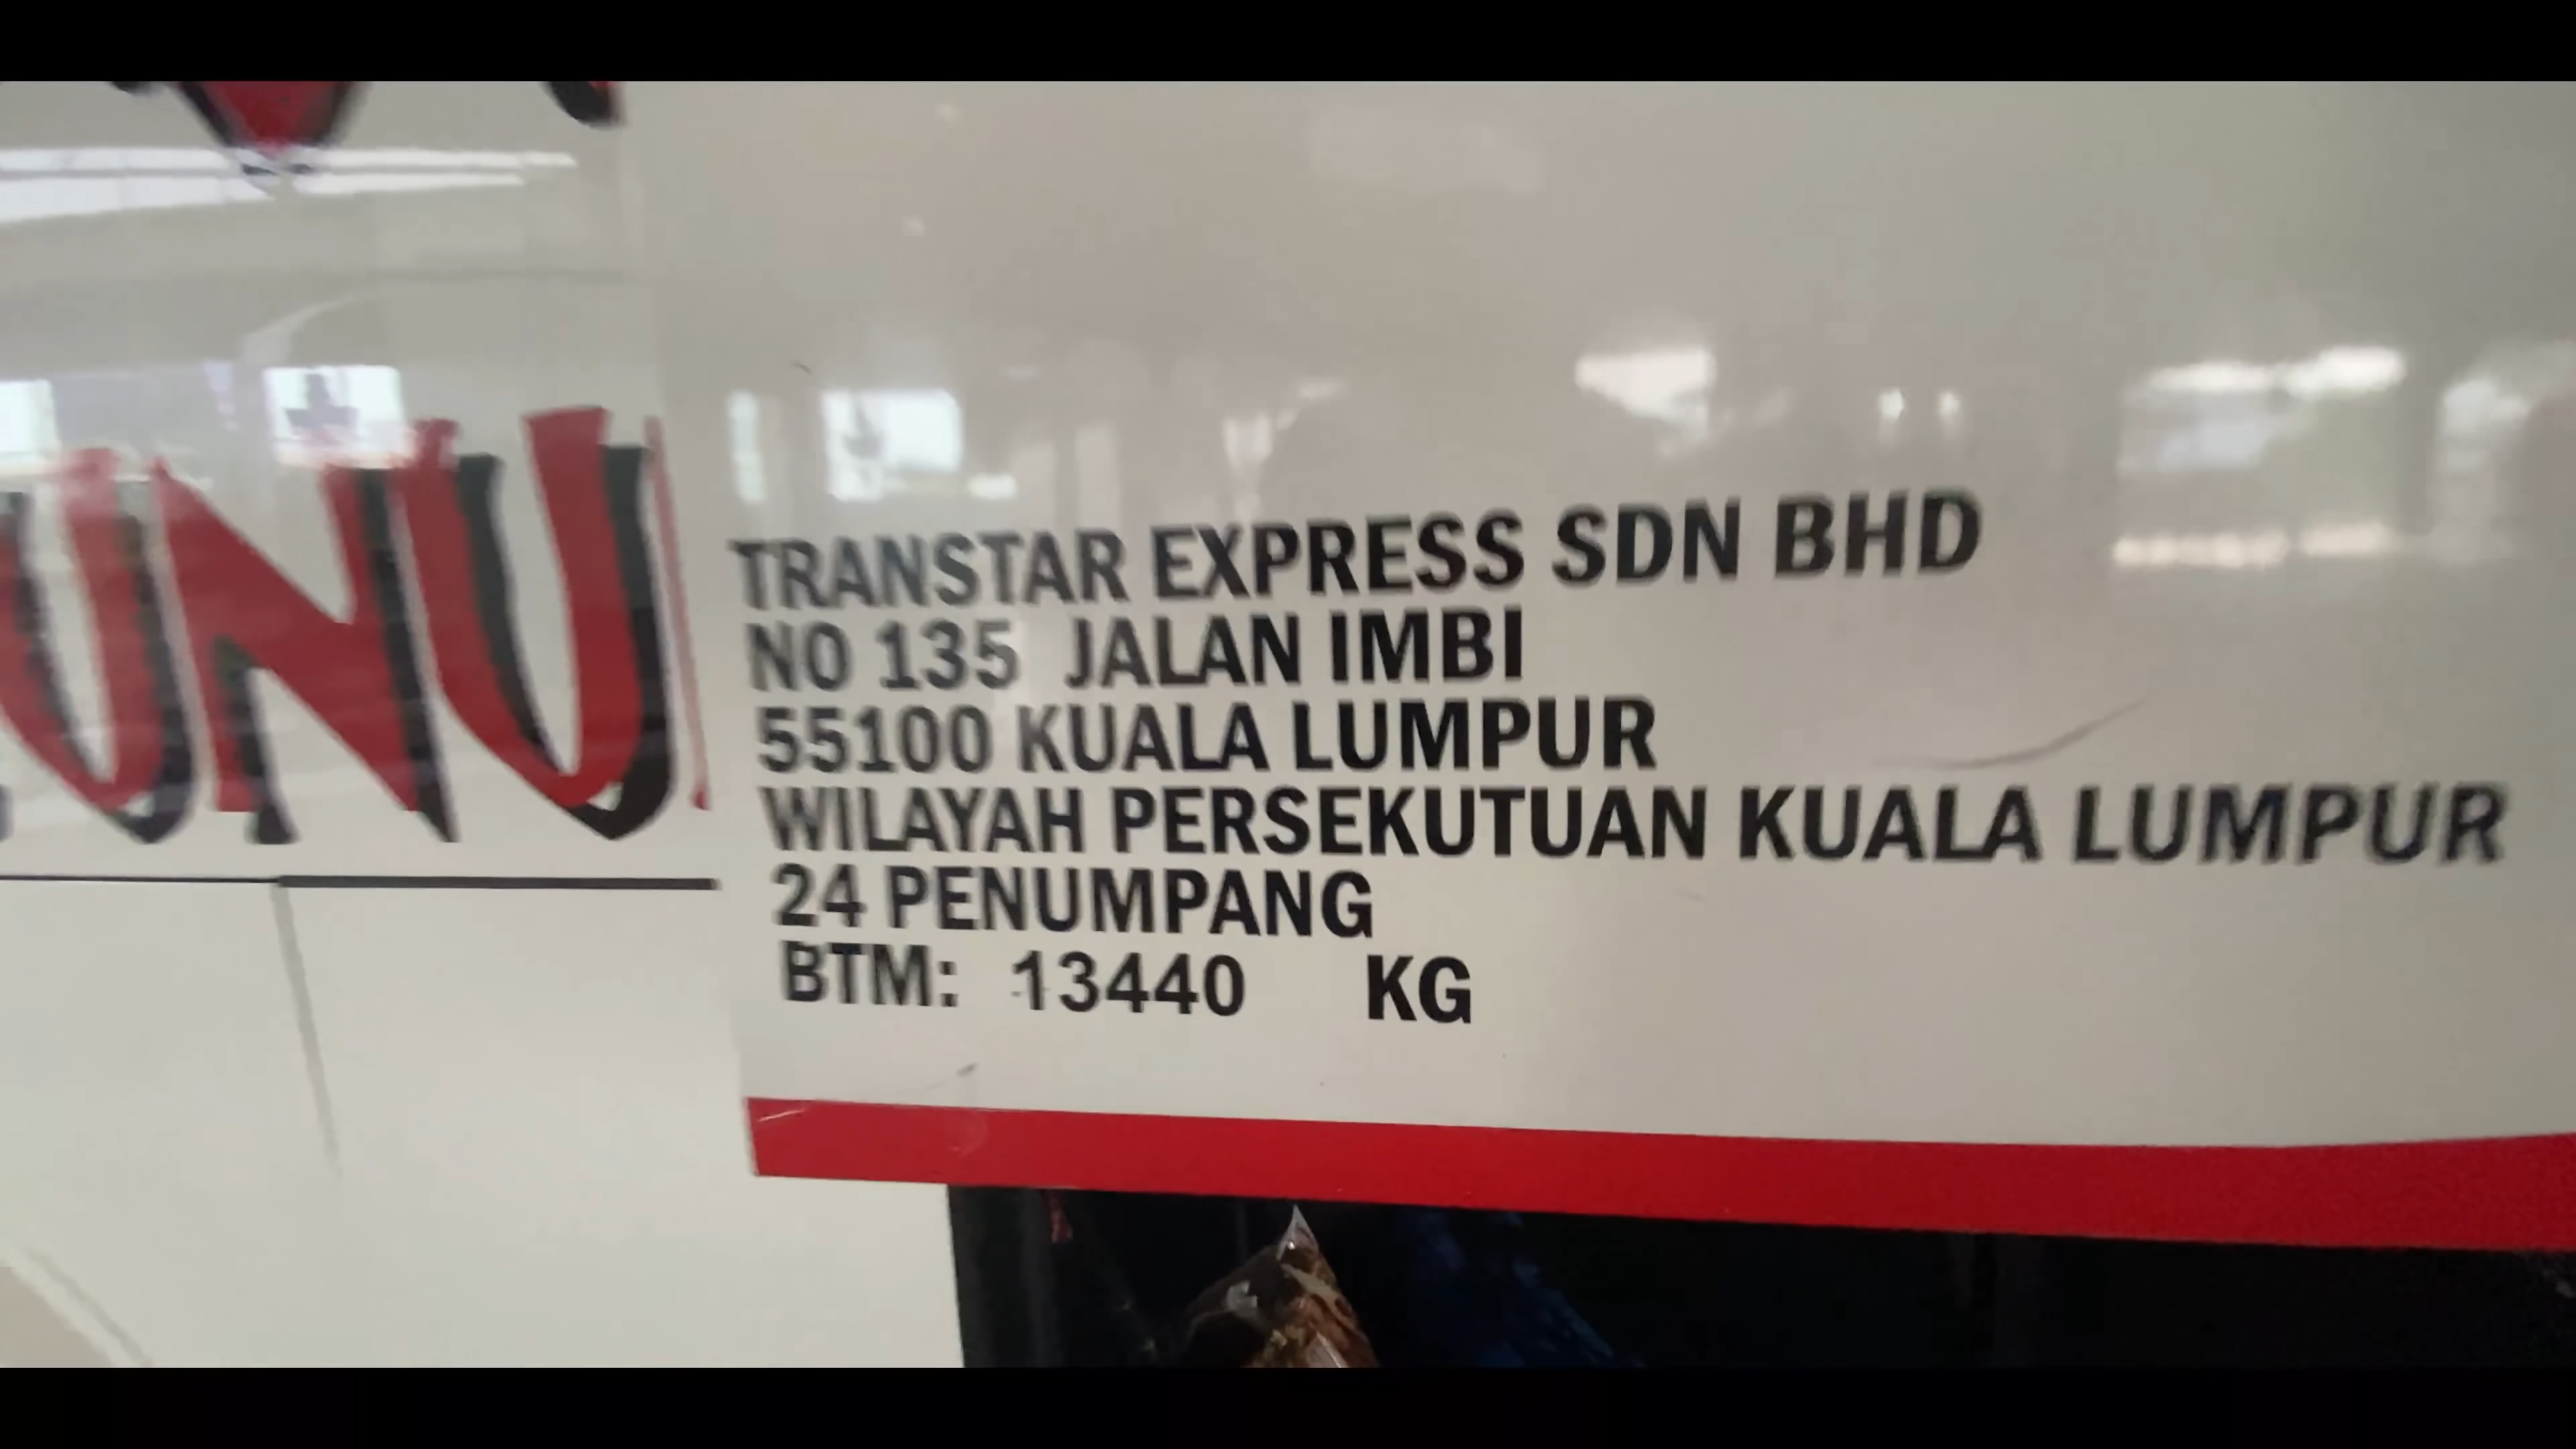 UNU
TRANSTAR EXPRESS SDN BHD
NO 135 JALAN IMBI
55100 KUALA LUMPUR
WILAYAH PERSEKUTUAN KUALA LUMPUR
24 PENUMPANG
BTM: 13440 KG